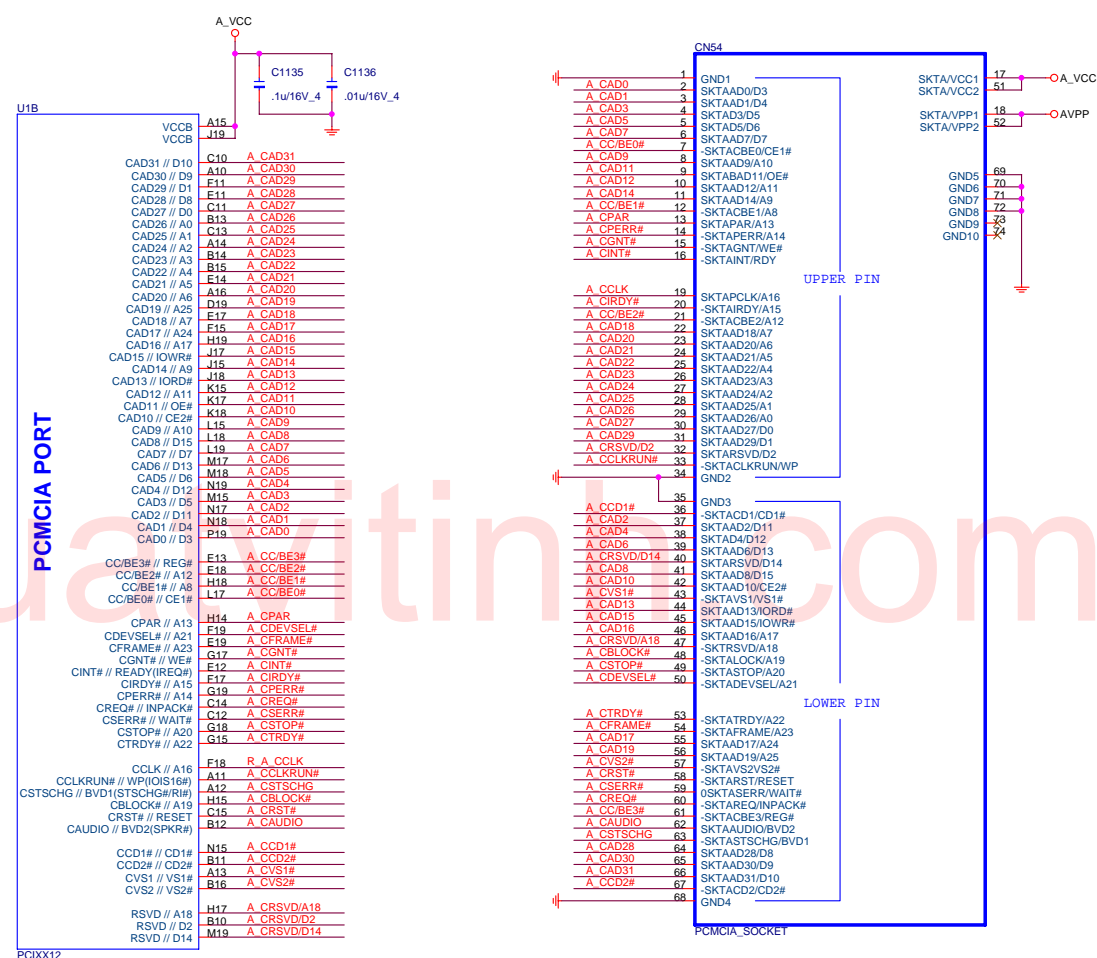 A_VCC
C1135
.1u/16V_4
C1136
.01u/16V_4
U1B
PCMCIA PORT
VCCB A15
VCCB J19
CAD31 // D10 C10 A_CAD31
CAD30 // D9 A10 A_CAD30
CAD29 // D1 F11 A_CAD29
CAD28 // D8 E11 A_CAD28
CAD27 // D0 C11 A_CAD27
CAD26 // A0 B13 A_CAD26
CAD25 // A1 C13 A_CAD25
CAD24 // A2 A14 A_CAD24
CAD23 // A3 B14 A_CAD23
CAD22 // A4 B15 A_CAD22
CAD21 // A5 E14 A_CAD21
CAD20 // A6 A16 A_CAD20
CAD19 // A25 D19 A_CAD19
CAD18 // A7 E17 A_CAD18
CAD17 // A24 F15 A_CAD17
CAD16 // A17 H19 A_CAD16
CAD15 // IOWR# J17 A_CAD15
CAD14 // A9 J15 A_CAD14
CAD13 // IORD# J18 A_CAD13
CAD12 // A11 K15 A_CAD12
CAD11 // OE# K17 A_CAD11
CAD10 // CE2# K18 A_CAD10
CAD9 // A10 L15 A_CAD9
CAD8 // D15 L18 A_CAD8
CAD7 // D7 L19 A_CAD7
CAD6 // D13 M17 A_CAD6
CAD5 // D6 M18 A_CAD5
CAD4 // D12 N19 A_CAD4
CAD3 // D5 M15 A_CAD3
CAD2 // D11 N17 A_CAD2
CAD1 // D4 N18 A_CAD1
CAD0 // D3 P19 A_CAD0
CC/BE3# // REG# E13 A_CC/BE3#
CC/BE2# // A12 E18 A_CC/BE2#
CC/BE1# // A8 H18 A_CC/BE1#
CC/BE0# // CE1# L17 A_CC/BE0#
CPAR // A13 H14 A_CPAR
CDEVSEL# // A21 F19 A_CDEVSEL#
CFRAME# // A23 E19 A_CFRAME#
CGNT# // WE# G17 A_CGNT#
CINT# // READY(IREQ#) E12 A_CINT#
CIRDY# // A15 F17 A_CIRDY#
CPERR# // A14 G19 A_CPERR#
CREQ# // INPACK# C14 A_CREQ#
CSERR# // WAIT# C12 A_CSERR#
CSTOP# // A20 G18 A_CSTOP#
CTRDY# // A22 G15 A_CTRDY#
CCLK // A16 F18 R_A_CCLK
CCLKRUN# // WP(IOIS16#) A11 A_CCLKRUN#
CSTSCHG // BVD1(STSCHG#/RI#) A12 A_CSTSCHG
CBLOCK# // A19 H15 A_CBLOCK#
CRST# // RESET C15 A_CRST#
CAUDIO // BVD2(SPKR#) B12 A_CAUDIO
CCD1# // CD1# N15 A_CCD1#
CCD2# // CD2# B11 A_CCD2#
CVS1 // VS1# A13 A_CVS1#
CVS2 // VS2# B16 A_CVS2#
RSVD // A18 H17 A_CRSVD/A18
RSVD // D2 B10 A_CRSVD/D2
RSVD // D14 M19 A_CRSVD/D14
PCIXX12
CN54
1 GND1
A_CAD0 2 SKTAAD0/D3
A_CAD1 3 SKTAAD1/D4
A_CAD3 4 SKTAD3/D5
A_CAD5 5 SKTAD5/D6
A_CAD7 6 SKTAAD7/D7
A_CC/BE0# 7 -SKTACBE0/CE1#
A_CAD9 8 SKTAAD9/A10
A_CAD11 9 SKTABAD11/OE#
A_CAD12 10 SKTAAD12/A11
A_CAD14 11 SKTAAD14/A9
A_CC/BE1# 12 -SKTACBE1/A8
A_CPAR 13 SKTAPAR/A13
A_CPERR# 14 -SKTAPERR/A14
A_CGNT# 15 -SKTAGNT/WE#
A_CINT# 16 -SKTAINT/RDY
UPPER PIN
A_CCLK 19 SKTAPCLK/A16
A_CIRDY# 20 -SKTAIRDY/A15
A_CC/BE2# 21 -SKTACBE2/A12
A_CAD18 22 SKTAAD18/A7
A_CAD20 23 SKTAAD20/A6
A_CAD21 24 SKTAAD21/A5
A_CAD22 25 SKTAAD22/A4
A_CAD23 26 SKTAAD23/A3
A_CAD24 27 SKTAAD24/A2
A_CAD25 28 SKTAAD25/A1
A_CAD26 29 SKTAAD26/A0
A_CAD27 30 SKTAAD27/D0
A_CAD29 31 SKTAAD29/D1
A_CRSVD/D2 32 SKTARSVD/D2
A_CCLKRUN# 33 -SKTACLKRUN/WP
34 GND2
35 GND3
A_CCD1# 36 -SKTACD1/CD1#
A_CAD2 37 SKTAAD2/D11
A_CAD4 38 SKTAD4/D12
A_CAD6 39 SKTAAD6/D13
A_CRSVD/D14 40 SKTARSVD/D14
A_CAD8 41 SKTAAD8/D15
A_CAD10 42 SKTAAD10/CE2#
A_CVS1# 43 -SKTAVS1/VS1#
A_CAD13 44 SKTAAD13/IORD#
A_CAD15 45 SKTAAD15/IOWR#
A_CAD16 46 SKTAAD16/A17
A_CRSVD/A18 47 -SKTRSVD/A18
A_CBLOCK# 48 -SKTALOCK/A19
A_CSTOP# 49 -SKTASTOP/A20
A_CDEVSEL# 50 -SKTADEVSEL/A21
LOWER PIN
A_CTRDY# 53 -SKTATRDY/A22
A_CFRAME# 54 -SKTAFRAME/A23
A_CAD17 55 SKTAAD17/A24
A_CAD19 56 SKTAAD19/A25
A_CVS2# 57 -SKTAVS2VS2#
A_CRST# 58 -SKTARST/RESET
A_CSERR# 59 0SKTASERR/WAIT#
A_CREQ# 60 -SKTAREQ/INPACK#
A_CC/BE3# 61 -SKTACBE3/REG#
A_CAUDIO 62 SKTAAUDIO/BVD2
A_CSTSCHG 63 -SKTASTSCHG/BVD1
A_CAD28 64 SKTAAD28/D8
A_CAD30 65 SKTAAD30/D9
A_CAD31 66 SKTAAD31/D10
A_CCD2# 67 -SKTACD2/CD2#
68 GND4
PCMCIA_SOCKET
SKTA/VCC1 17 A_VCC
SKTA/VCC2 51
SKTA/VPP1 18 AVPP
SKTA/VPP2 52
GND5 69
GND6 70
GND7 71
GND8 72
GND9 73
GND10 74
uatvitinh.com